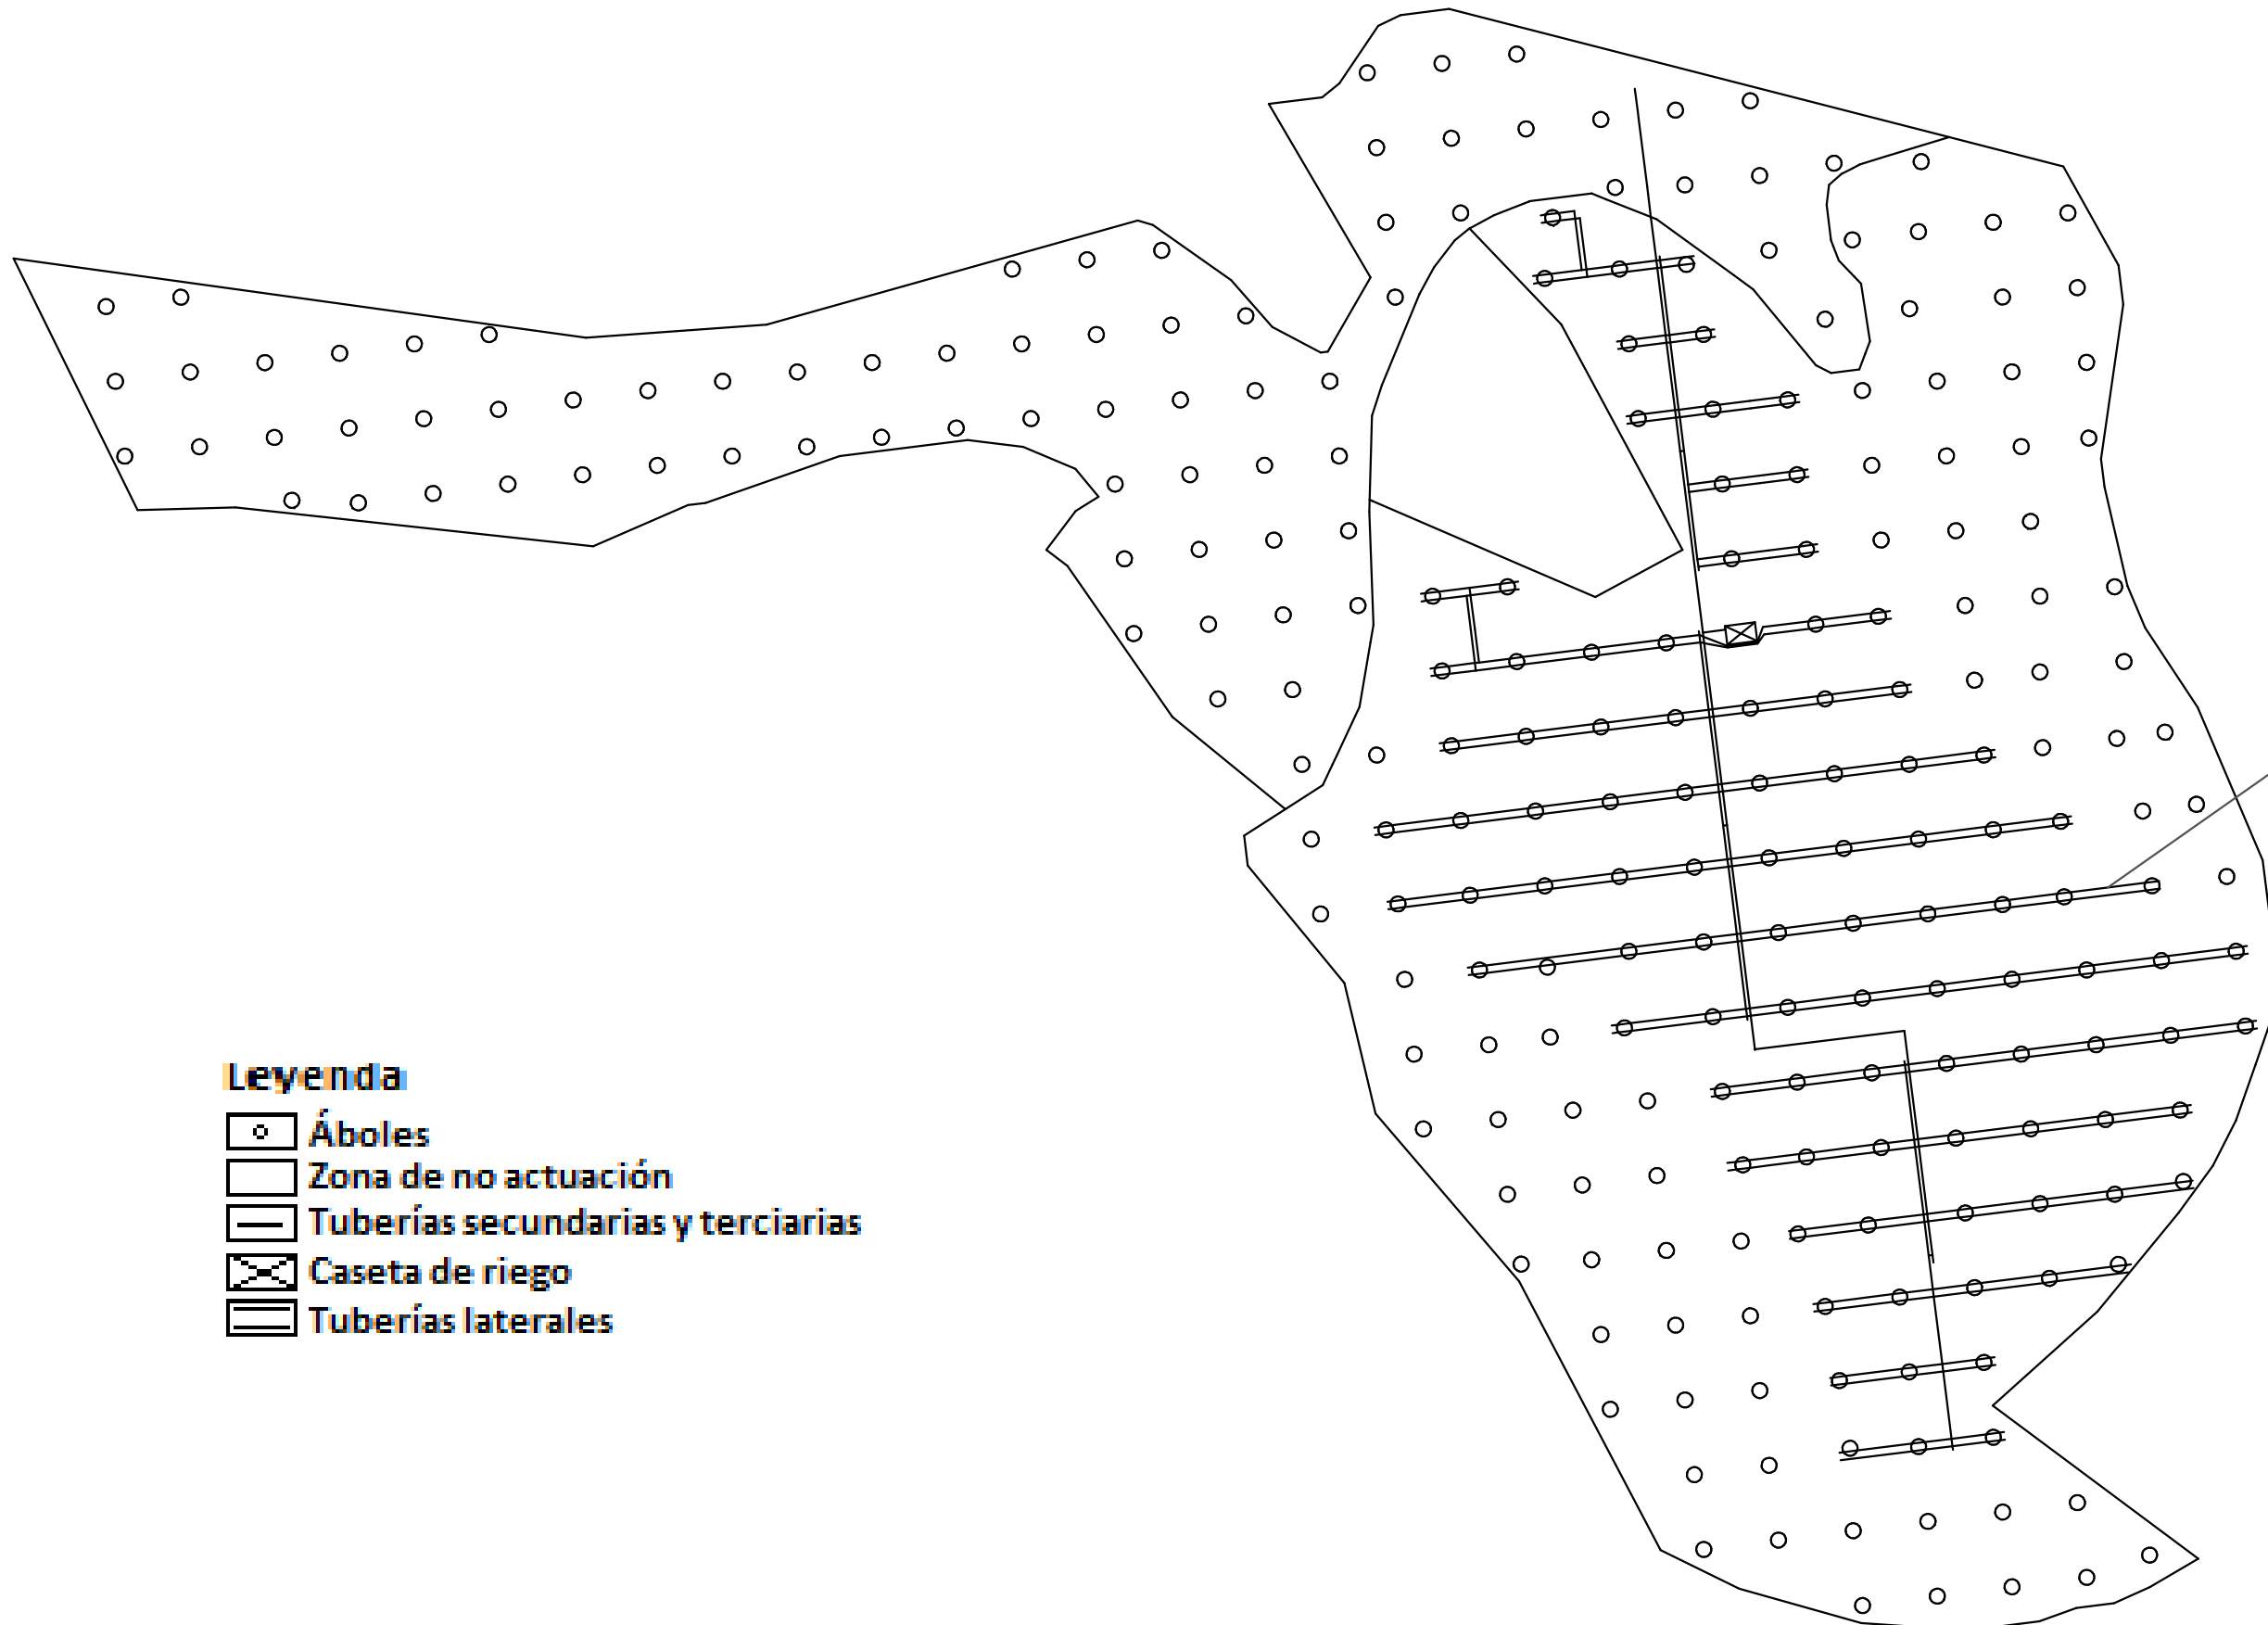 Leyenda
Áboles
Zona de no actuación
Tuberías secundarias y terciarias
Caseta de riego
Tuberías laterales